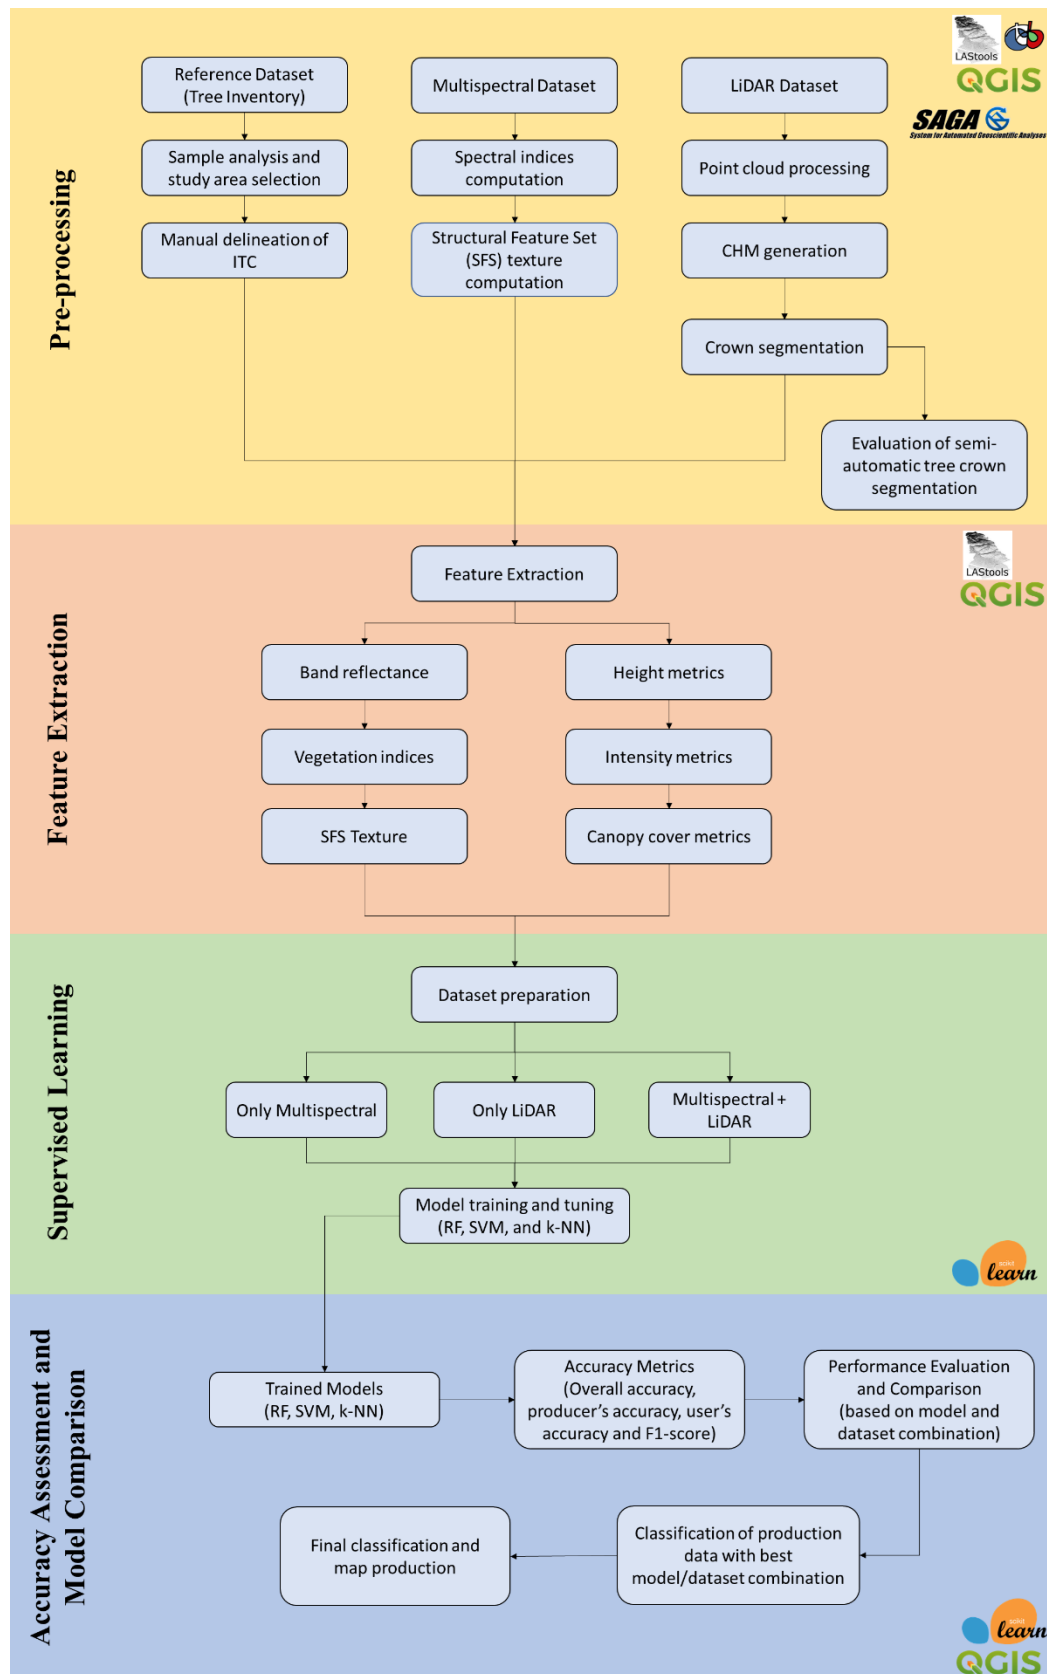 Pre-processing
LAStools
QGIS
SAGA
System for Automated Geoscientific Analyses
Reference Dataset
(Tree Inventory)
Multispectral Dataset
LiDAR Dataset
Sample analysis and
study area selection
Spectral indices
computation
Point cloud processing
Manual delineation of
ITC
Structural Feature Set
(SFS) texture
computation
CHM generation
Crown segmentation
Evaluation of semi-
automatic tree crown
segmentation
Feature Extraction
LAStools
QGIS
Feature Extraction
Band reflectance
Height metrics
Vegetation indices
Intensity metrics
SFS Texture
Canopy cover metrics
Supervised Learning
Dataset preparation
Only Multispectral
Only LiDAR
Multispectral +
LiDAR
Model training and tuning
(RF, SVM, and k-NN)
scikit
learn
Accuracy Assessment and
Model Comparison
Trained Models
(RF, SVM, k-NN)
Accuracy Metrics
(Overall accuracy,
producer's accuracy, user's
accuracy and F1-score)
Performance Evaluation
and Comparison
(based on model and
dataset combination)
Final classification and
map production
Classification of production
data with best
model/dataset combination
scikit
learn
QGIS